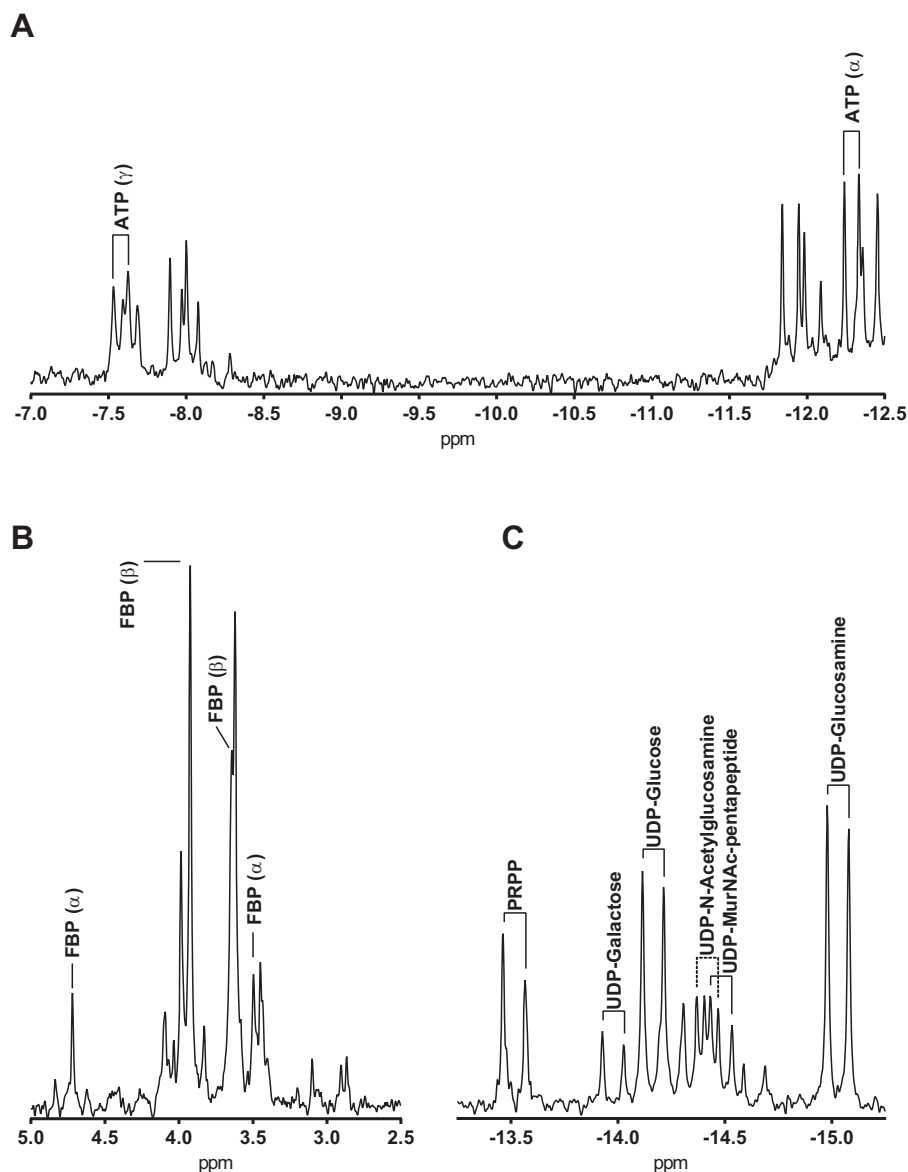 A
ATP (γ)
ATP (α)
-7.0 -7.5 -8.0 -8.5 -9.0 -9.5 -10.0 -10.5 -11.0 -11.5 -12.0 -12.5
ppm
B
FBP (α)
FBP (β)
FBP (β)
FBP (α)
5.0 4.5 4.0 3.5 3.0 2.5
ppm
C
PRPP
UDP-Galactose
UDP-Glucose
UDP-N-Acetylglucosamine
UDP-MurNAc-pentapeptide
UDP-Glucosamine
-13.5 -14.0 -14.5 -15.0
ppm